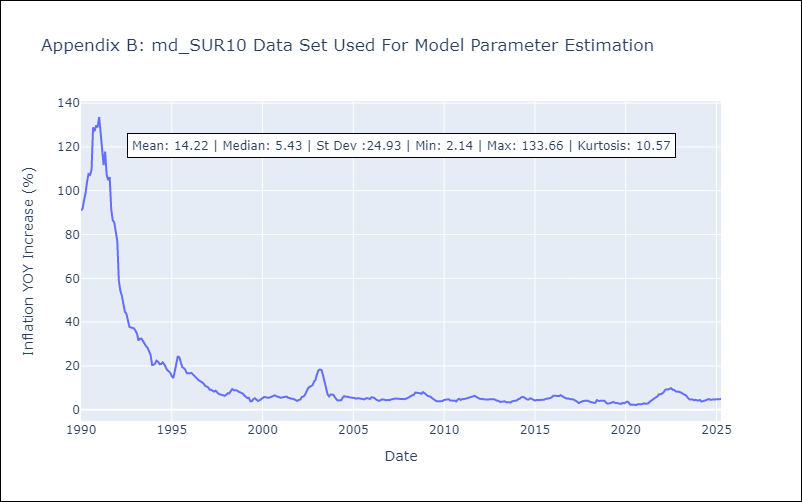 Appendix B: md_SUR10 Data Set Used For Model Parameter Estimation
Mean: 14.22 | Median: 5.43 | St Dev :24.93 | Min: 2.14 | Max: 133.66 | Kurtosis: 10.57
Inflation YOY Increase (%)
140
120
100
80
60
40
20
0
1990 1995 2000 2005 2010 2015 2020 2025
Date